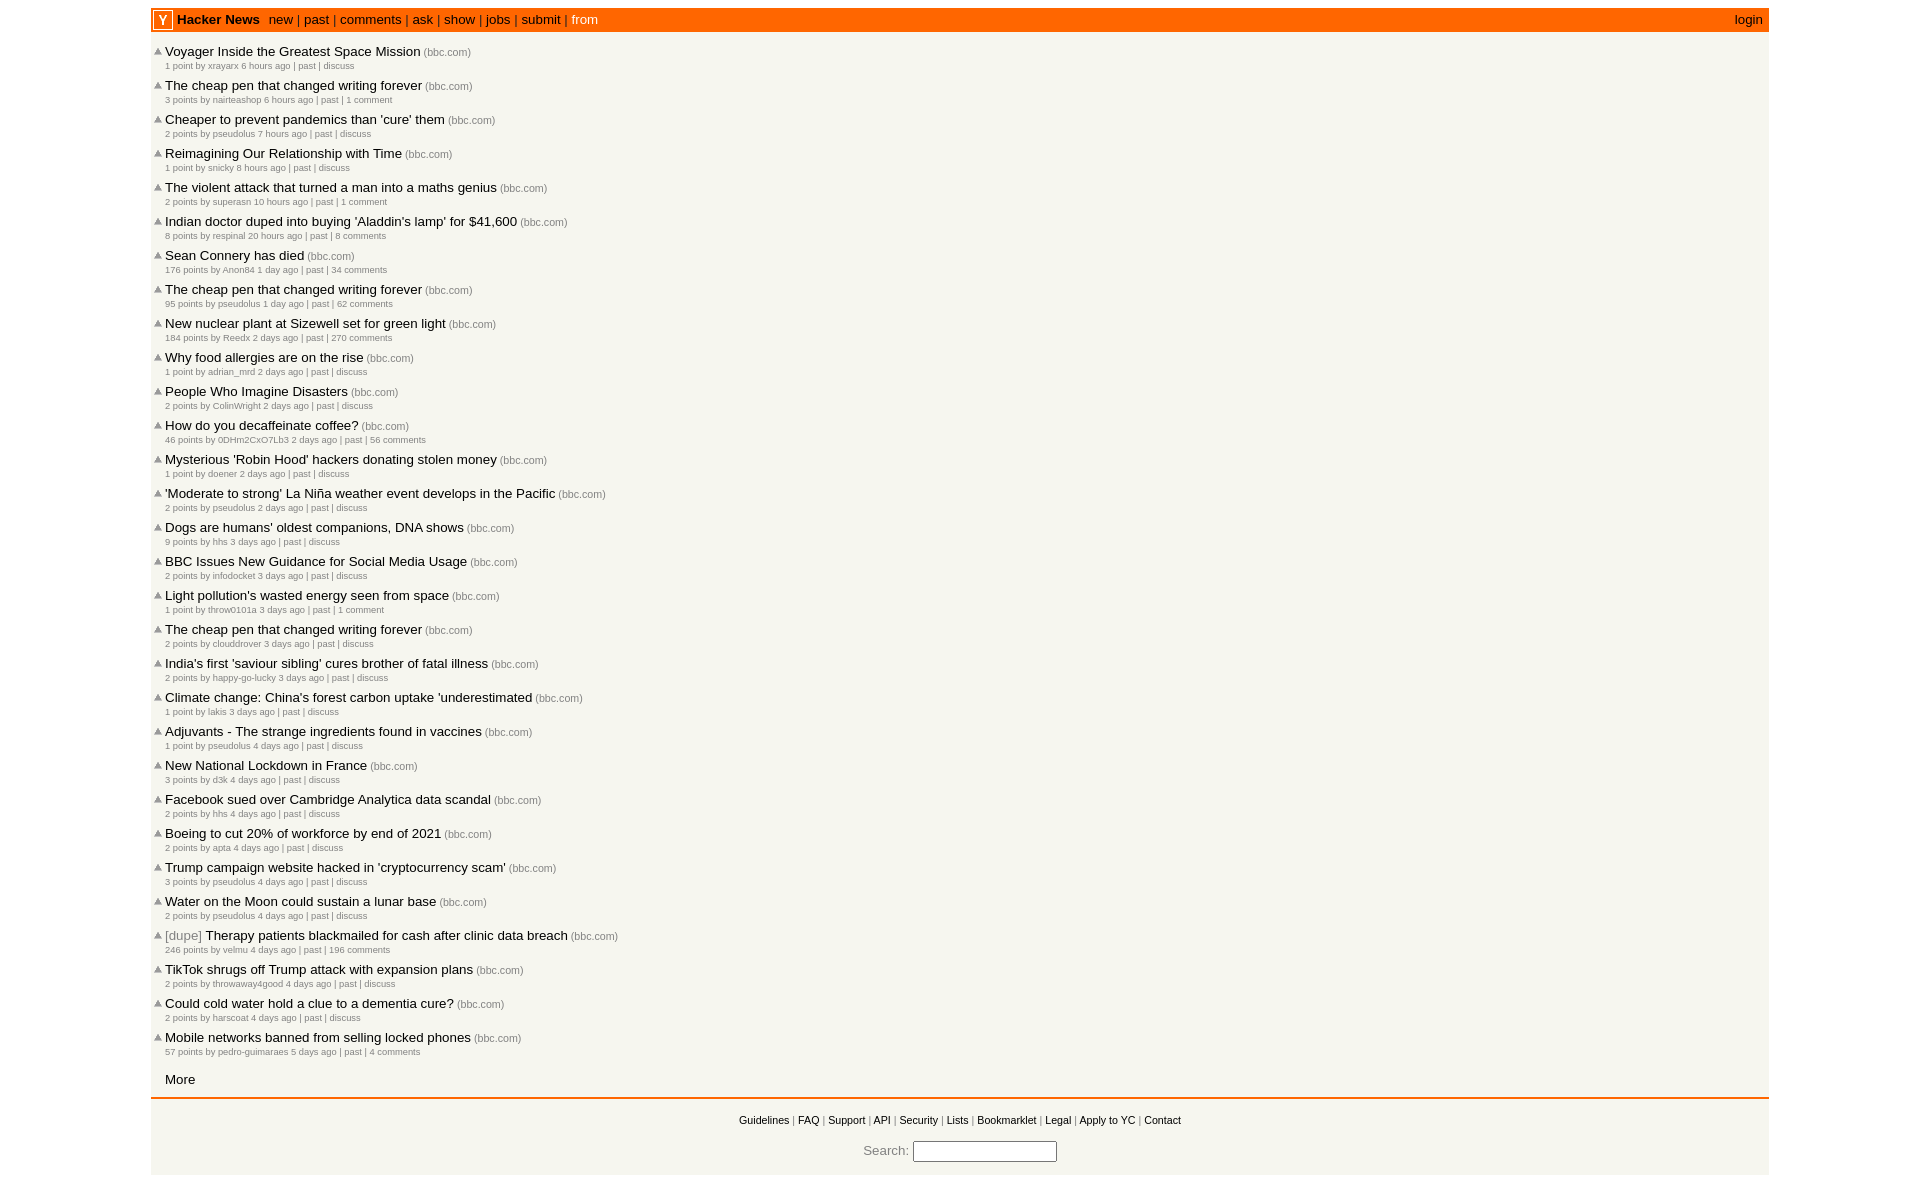 Y Hacker News new | past | comments | ask | show | jobs | submit | from login
Voyager Inside the Greatest Space Mission (bbc.com)
1 point by xrayarx 6 hours ago | past | discuss
The cheap pen that changed writing forever (bbc.com)
3 points by nairteashop 6 hours ago | past | 1 comment
Cheaper to prevent pandemics than 'cure' them (bbc.com)
2 points by pseudolus 7 hours ago | past | discuss
Reimagining Our Relationship with Time (bbc.com)
1 point by snicky 8 hours ago | past | discuss
The violent attack that turned a man into a maths genius (bbc.com)
2 points by superasn 10 hours ago | past | 1 comment
Indian doctor duped into buying 'Aladdin's lamp' for $41,600 (bbc.com)
8 points by respinal 20 hours ago | past | 8 comments
Sean Connery has died (bbc.com)
176 points by Anon84 1 day ago | past | 34 comments
The cheap pen that changed writing forever (bbc.com)
95 points by pseudolus 1 day ago | past | 62 comments
New nuclear plant at Sizewell set for green light (bbc.com)
184 points by Reedx 2 days ago | past | 270 comments
Why food allergies are on the rise (bbc.com)
1 point by adrian_mrd 2 days ago | past | discuss
People Who Imagine Disasters (bbc.com)
2 points by ColinWright 2 days ago | past | discuss
How do you decaffeinate coffee? (bbc.com)
46 points by 0DHm2CxO7Lb3 2 days ago | past | 56 comments
Mysterious 'Robin Hood' hackers donating stolen money (bbc.com)
1 point by doener 2 days ago | past | discuss
'Moderate to strong' La Niña weather event develops in the Pacific (bbc.com)
2 points by pseudolus 2 days ago | past | discuss
Dogs are humans' oldest companions, DNA shows (bbc.com)
9 points by hhs 3 days ago | past | discuss
BBC Issues New Guidance for Social Media Usage (bbc.com)
2 points by infodocket 3 days ago | past | discuss
Light pollution's wasted energy seen from space (bbc.com)
1 point by throw0101a 3 days ago | past | 1 comment
The cheap pen that changed writing forever (bbc.com)
2 points by clouddrover 3 days ago | past | discuss
India's first 'saviour sibling' cures brother of fatal illness (bbc.com)
2 points by happy-go-lucky 3 days ago | past | discuss
Climate change: China's forest carbon uptake 'underestimated (bbc.com)
1 point by lakis 3 days ago | past | discuss
Adjuvants - The strange ingredients found in vaccines (bbc.com)
1 point by pseudolus 4 days ago | past | discuss
New National Lockdown in France (bbc.com)
3 points by d3k 4 days ago | past | discuss
Facebook sued over Cambridge Analytica data scandal (bbc.com)
2 points by hhs 4 days ago | past | discuss
Boeing to cut 20% of workforce by end of 2021 (bbc.com)
2 points by apta 4 days ago | past | discuss
Trump campaign website hacked in 'cryptocurrency scam' (bbc.com)
3 points by pseudolus 4 days ago | past | discuss
Water on the Moon could sustain a lunar base (bbc.com)
2 points by pseudolus 4 days ago | past | discuss
[dupe] Therapy patients blackmailed for cash after clinic data breach (bbc.com)
246 points by velmu 4 days ago | past | 196 comments
TikTok shrugs off Trump attack with expansion plans (bbc.com)
2 points by throwaway4good 4 days ago | past | discuss
Could cold water hold a clue to a dementia cure? (bbc.com)
2 points by harscoat 4 days ago | past | discuss
Mobile networks banned from selling locked phones (bbc.com)
57 points by pedro-guimaraes 5 days ago | past | 4 comments
More
Guidelines | FAQ | Support | API | Security | Lists | Bookmarklet | Legal | Apply to YC | Contact
Search: